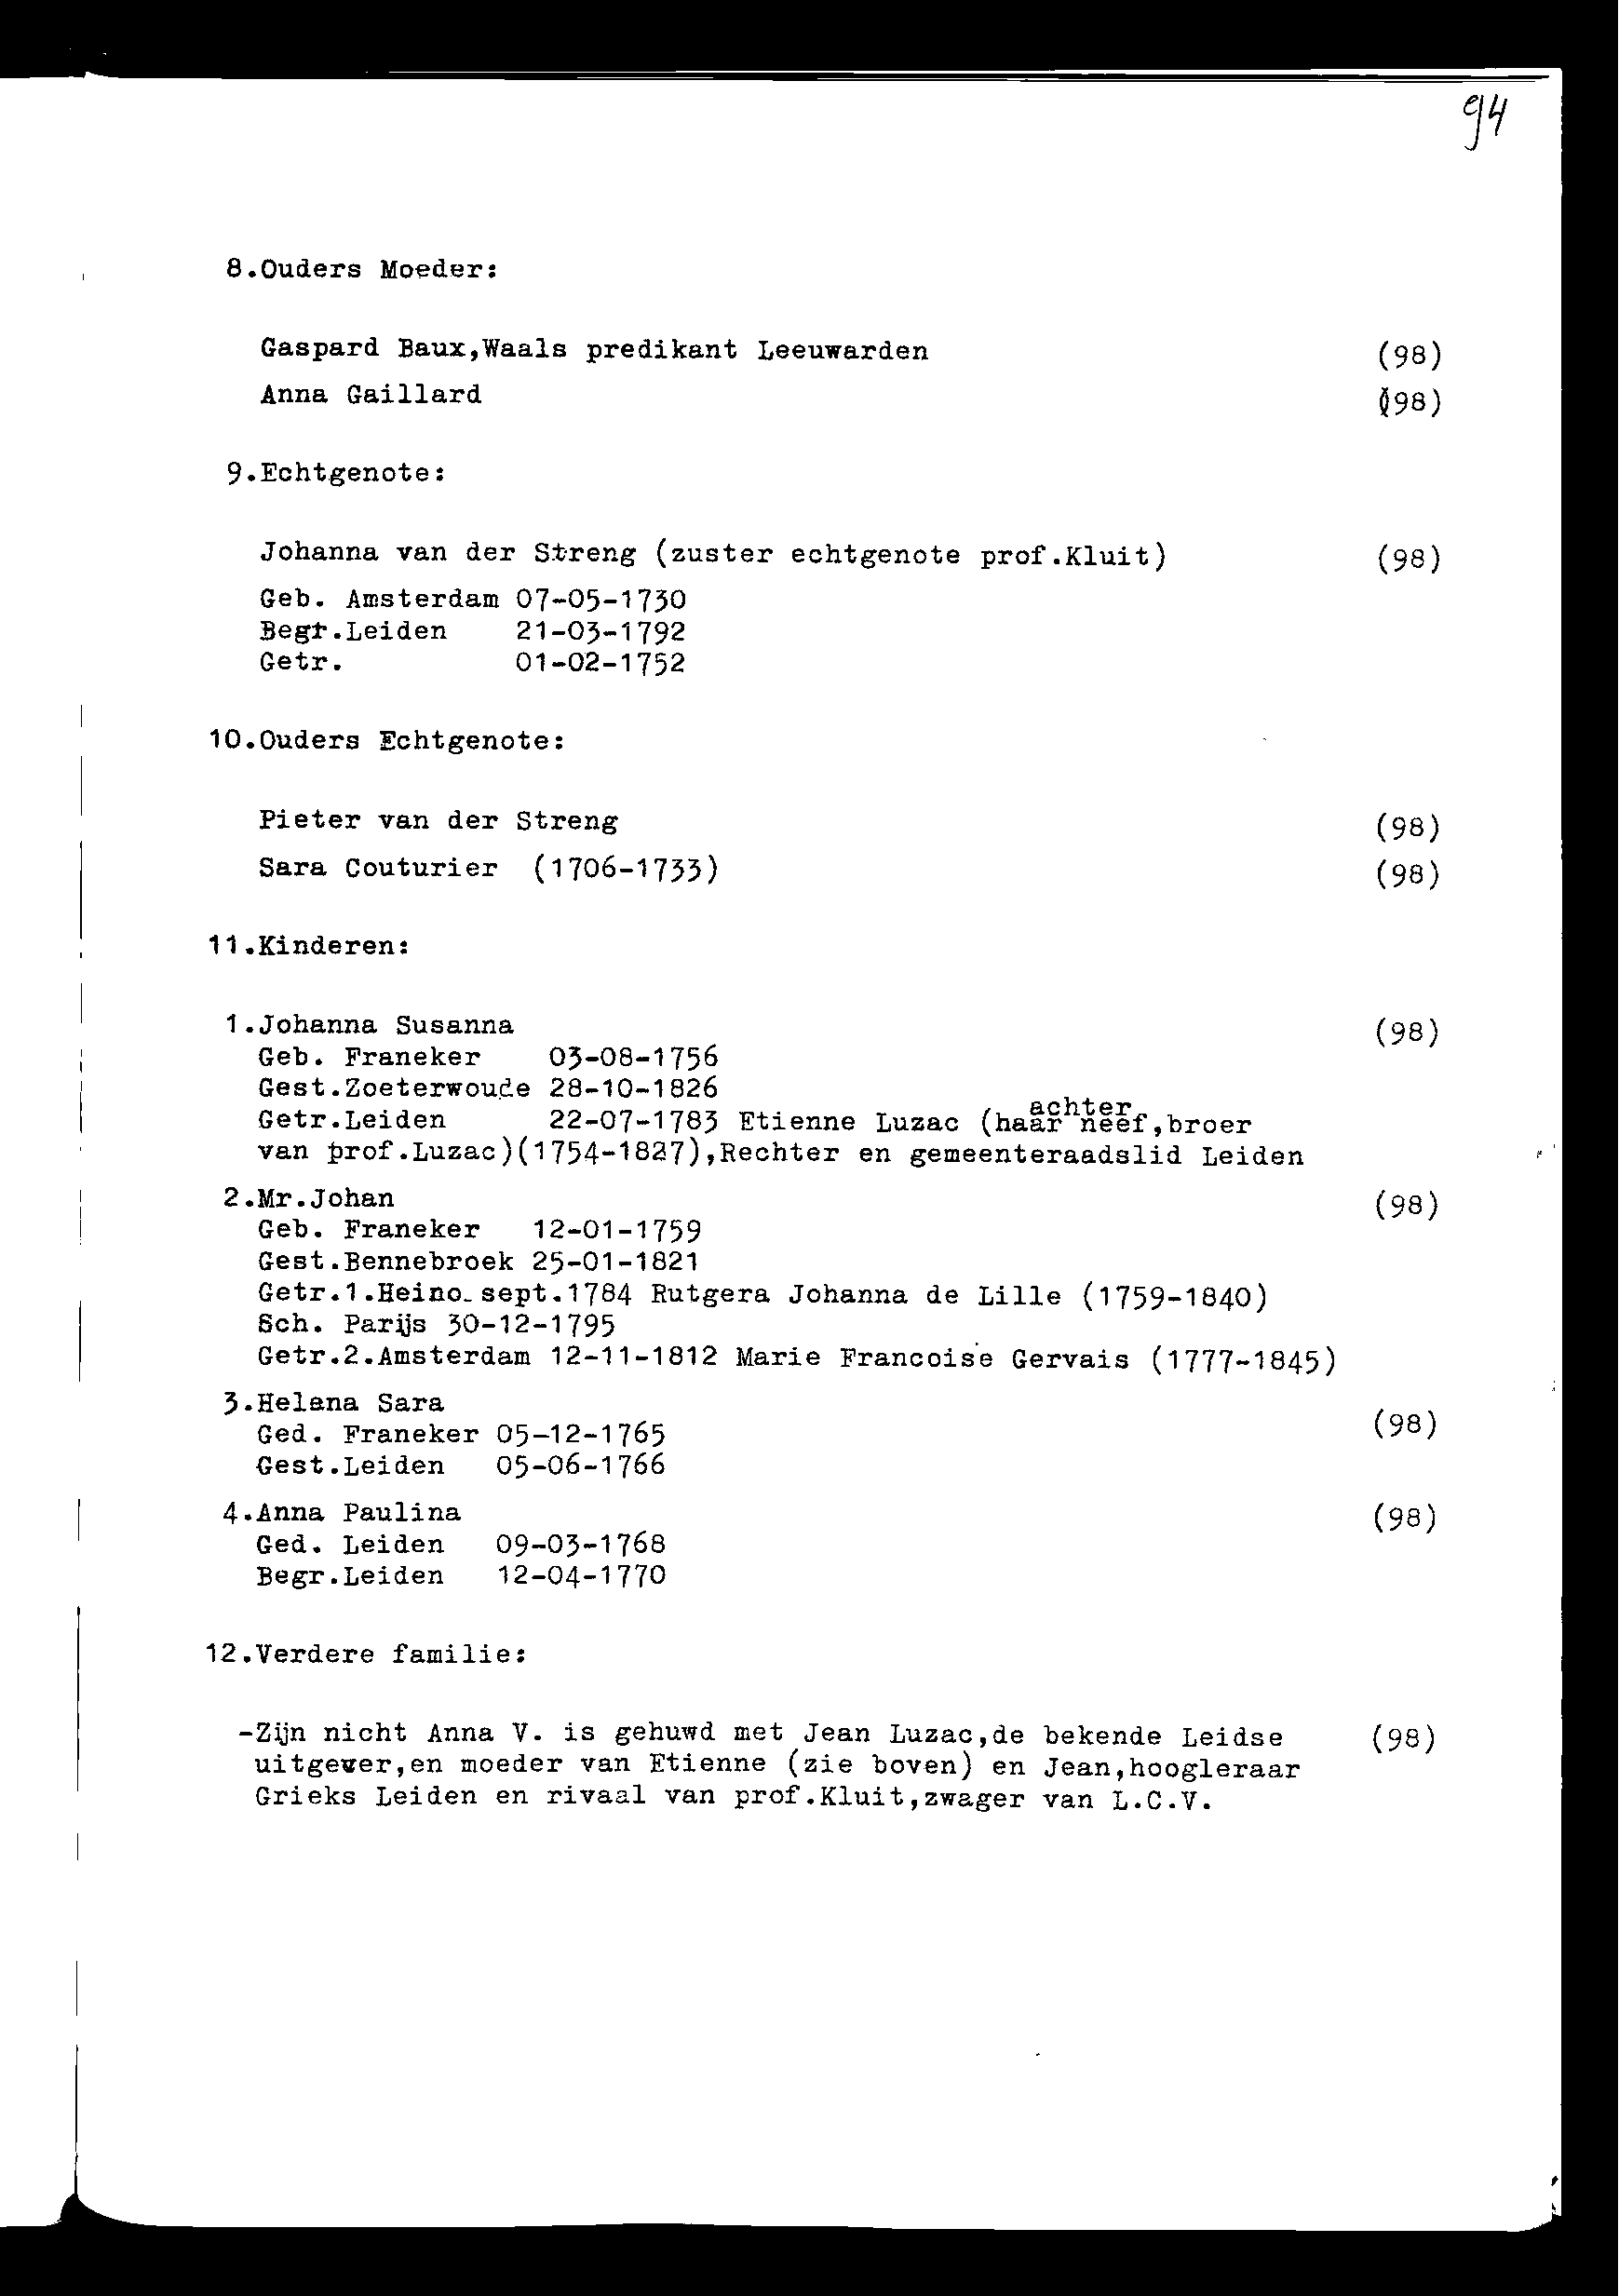 94
8.Ouders Moeder:
Gaspard Baux,Waals predikant Leeuwarden (98)
Anna Gaillard (98)
9.Echtgenote:
Johanna van der Streng (zuster echtgenote prof.Kluit) (98)
Geb. Amsterdam 07-05-1730
Begr.Leiden 21-03-1792
Getr. 01-02-1752
10.Ouders Echtgenote:
Pieter van der Streng (98)
Sara Couturier (1706-1733) (98)
11.Kinderen:
1.Johanna Susanna (98)
Geb. Franeker 03-08-1756
Gest.Zoeterwoude 28-10-1826
achter
Getr.Leiden 22-07-1783 Etienne Luzac (haar neef,broer
van prof.Luzac)(1754-1827),Rechter en gemeenteraadslid Leiden
2.Mr.Johan (98)
Geb. Franeker 12-01-1759
Gest.Bennebroek 25-01-1821
Getr.1.Heino sept.1784 Rutgera Johanna de Lille (1759-1840)
Sch. Parijs 30-12-1795
Getr.2.Amsterdam 12-11-1812 Marie Francoise Gervais (1777-1845)
3.Helena Sara (98)
Ged. Franeker 05-12-1765
Gest.Leiden 05-06-1766
4.Anna Paulina (98)
Ged. Leiden 09-03-1768
Begr.Leiden 12-04-1770
12.Verdere familie:
-Zijn nicht Anna V. is gehuwd met Jean Luzac,de bekende Leidse (98)
uitgever,en moeder van Etienne (zie boven) en Jean,hoogleraar
Grieks Leiden en rivaal van prof.Kluit,zwager van L.C.V.